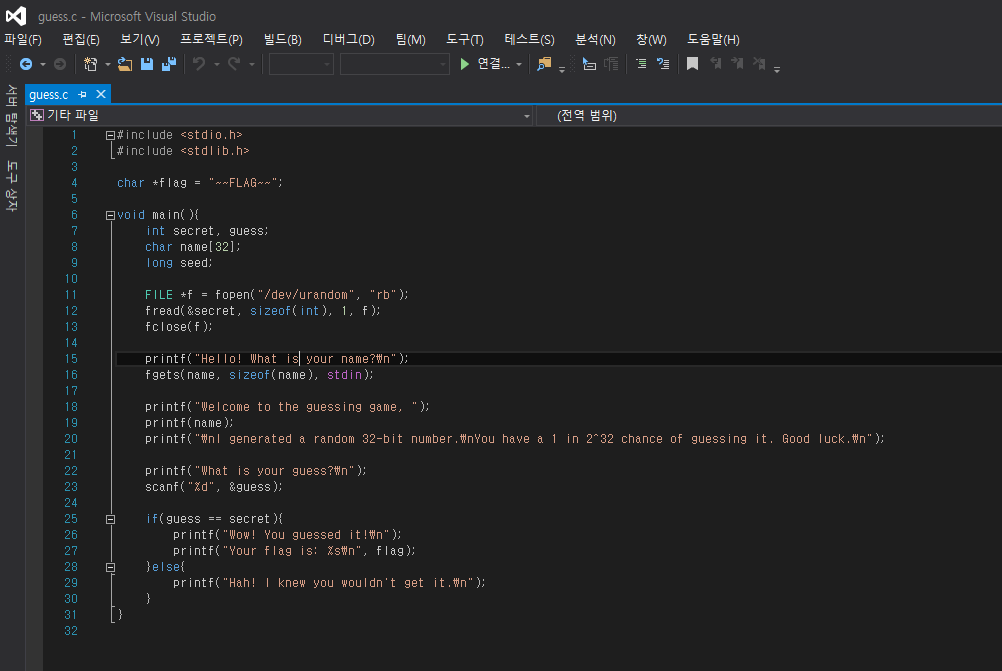 guess.c - Microsoft Visual Studio
파일(F) 편집(E) 보기(V) 프로젝트(P) 빌드(B) 디버그(D) 팀(M) 도구(T) 테스트(S) 분석(N) 창(W) 도움말(H)
연결...
서버 탐색기
도구 상자
guess.c
기타 파일 (전역 범위)
1 #include <stdio.h>
2 #include <stdlib.h>
3
4 char *flag = "~~FLAG~~";
5
6 void main(){
7 int secret, guess;
8 char name[32];
9 long seed;
10
11 FILE *f = fopen("/dev/urandom", "rb");
12 fread(&secret, sizeof(int), 1, f);
13 fclose(f);
14
15 printf("Hello! What is your name?₩n");
16 fgets(name, sizeof(name), stdin);
17
18 printf("Welcome to the guessing game, ");
19 printf(name);
20 printf("₩nI generated a random 32-bit number.₩nYou have a 1 in 2^32 chance of guessing it. Good luck.₩n");
21
22 printf("What is your guess?₩n");
23 scanf("%d", &guess);
24
25 if(guess == secret){
26 printf("Wow! You guessed it!₩n");
27 printf("Your flag is: %s₩n", flag);
28 }else{
29 printf("Hah! I knew you wouldn't get it.₩n");
30 }
31 }
32